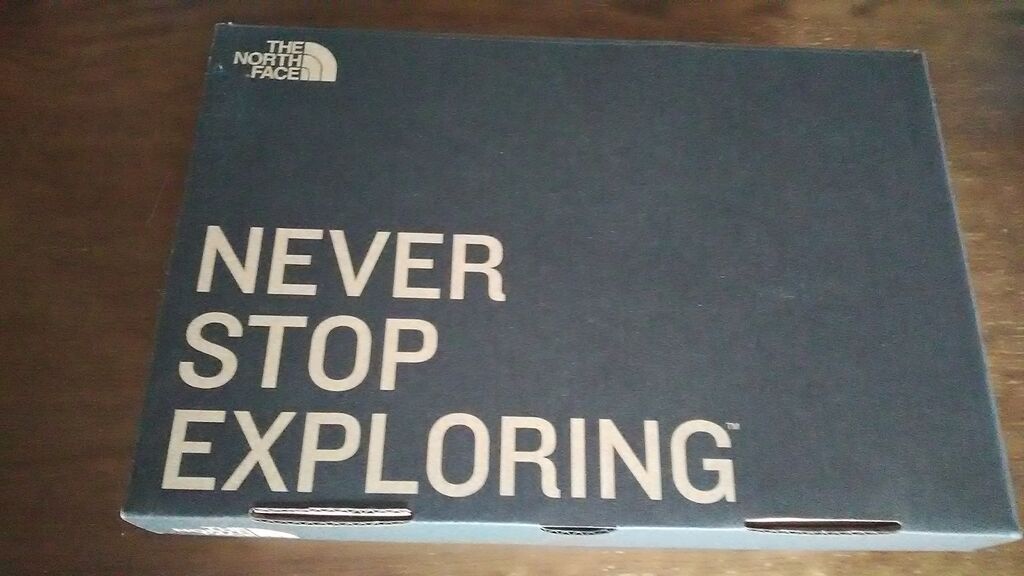 THE
NORTH
FACE
NEVER
STOP
EXPLORING™